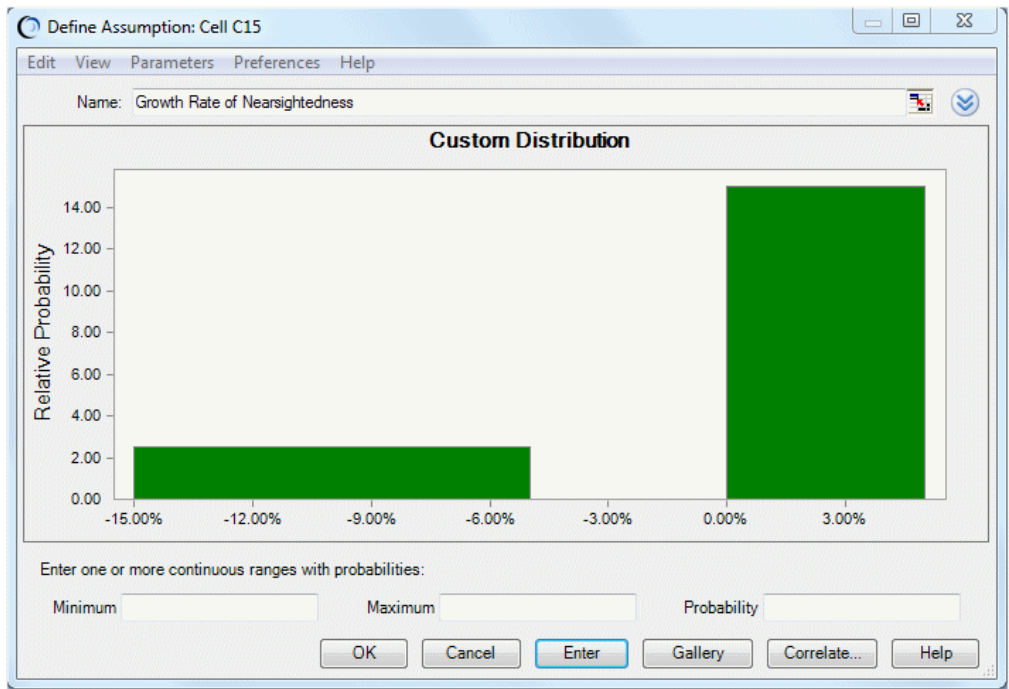 Define Assumption: Cell C15
Edit View Parameters Preferences Help
Name: Growth Rate of Nearsightedness
Custom Distribution
Relative Probability
14.00
12.00
10.00
8.00
6.00
4.00
2.00
0.00
-15.00% -12.00% -9.00% -6.00% -3.00% 0.00% 3.00%
Enter one or more continuous ranges with probabilities:
Minimum Maximum Probability
OK Cancel Enter Gallery Correlate... Help